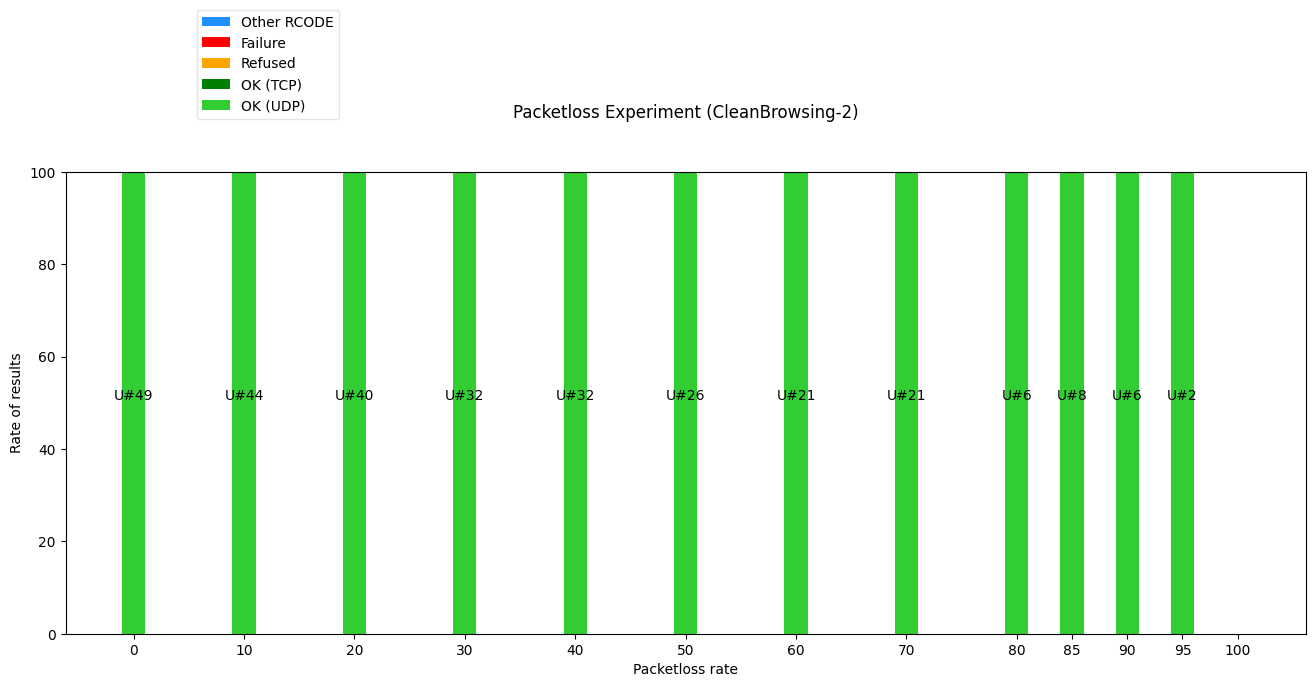 Other RCODE
Failure
Refused
OK (TCP)
OK (UDP)
Packetloss Experiment (CleanBrowsing-2)
Rate of results
100
80
60
40
20
0
U#49 U#44 U#40 U#32 U#32 U#26 U#21 U#21 U#6 U#8 U#6 U#2
0 10 20 30 40 50 60 70 80 85 90 95 100
Packetloss rate